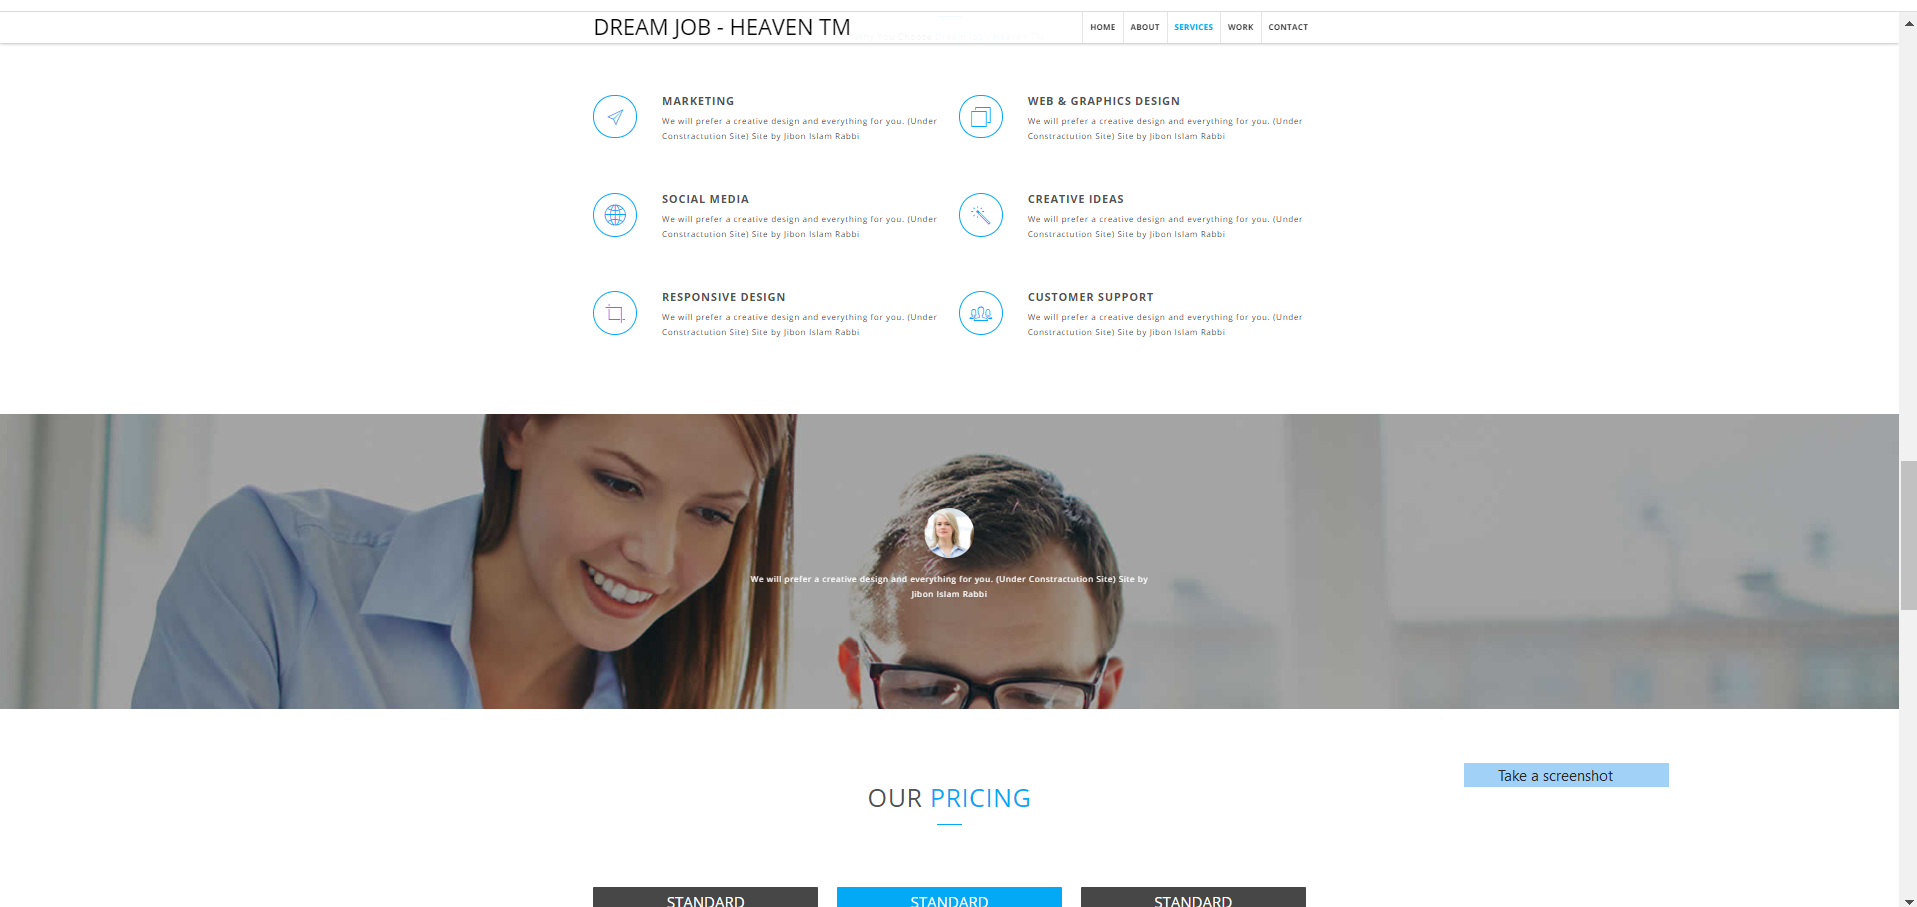 DREAM JOB - HEAVEN TM
HOME ABOUT SERVICES WORK CONTACT
MARKETING
We will prefer a creative design and everything for you. (Under
Constractution Site) Site by Jibon Islam Rabbi
WEB & GRAPHICS DESIGN
We will prefer a creative design and everything for you. (Under
Constractution Site) Site by Jibon Islam Rabbi
SOCIAL MEDIA
We will prefer a creative design and everything for you. (Under
Constractution Site) Site by Jibon Islam Rabbi
CREATIVE IDEAS
We will prefer a creative design and everything for you. (Under
Constractution Site) Site by Jibon Islam Rabbi
RESPONSIVE DESIGN
We will prefer a creative design and everything for you. (Under
Constractution Site) Site by Jibon Islam Rabbi
CUSTOMER SUPPORT
We will prefer a creative design and everything for you. (Under
Constractution Site) Site by Jibon Islam Rabbi
We will prefer a creative design and everything for you. (Under Constractution Site) Site by
Jibon Islam Rabbi
Take a screenshot
OUR PRICING
STANDARD
STANDARD
STANDARD